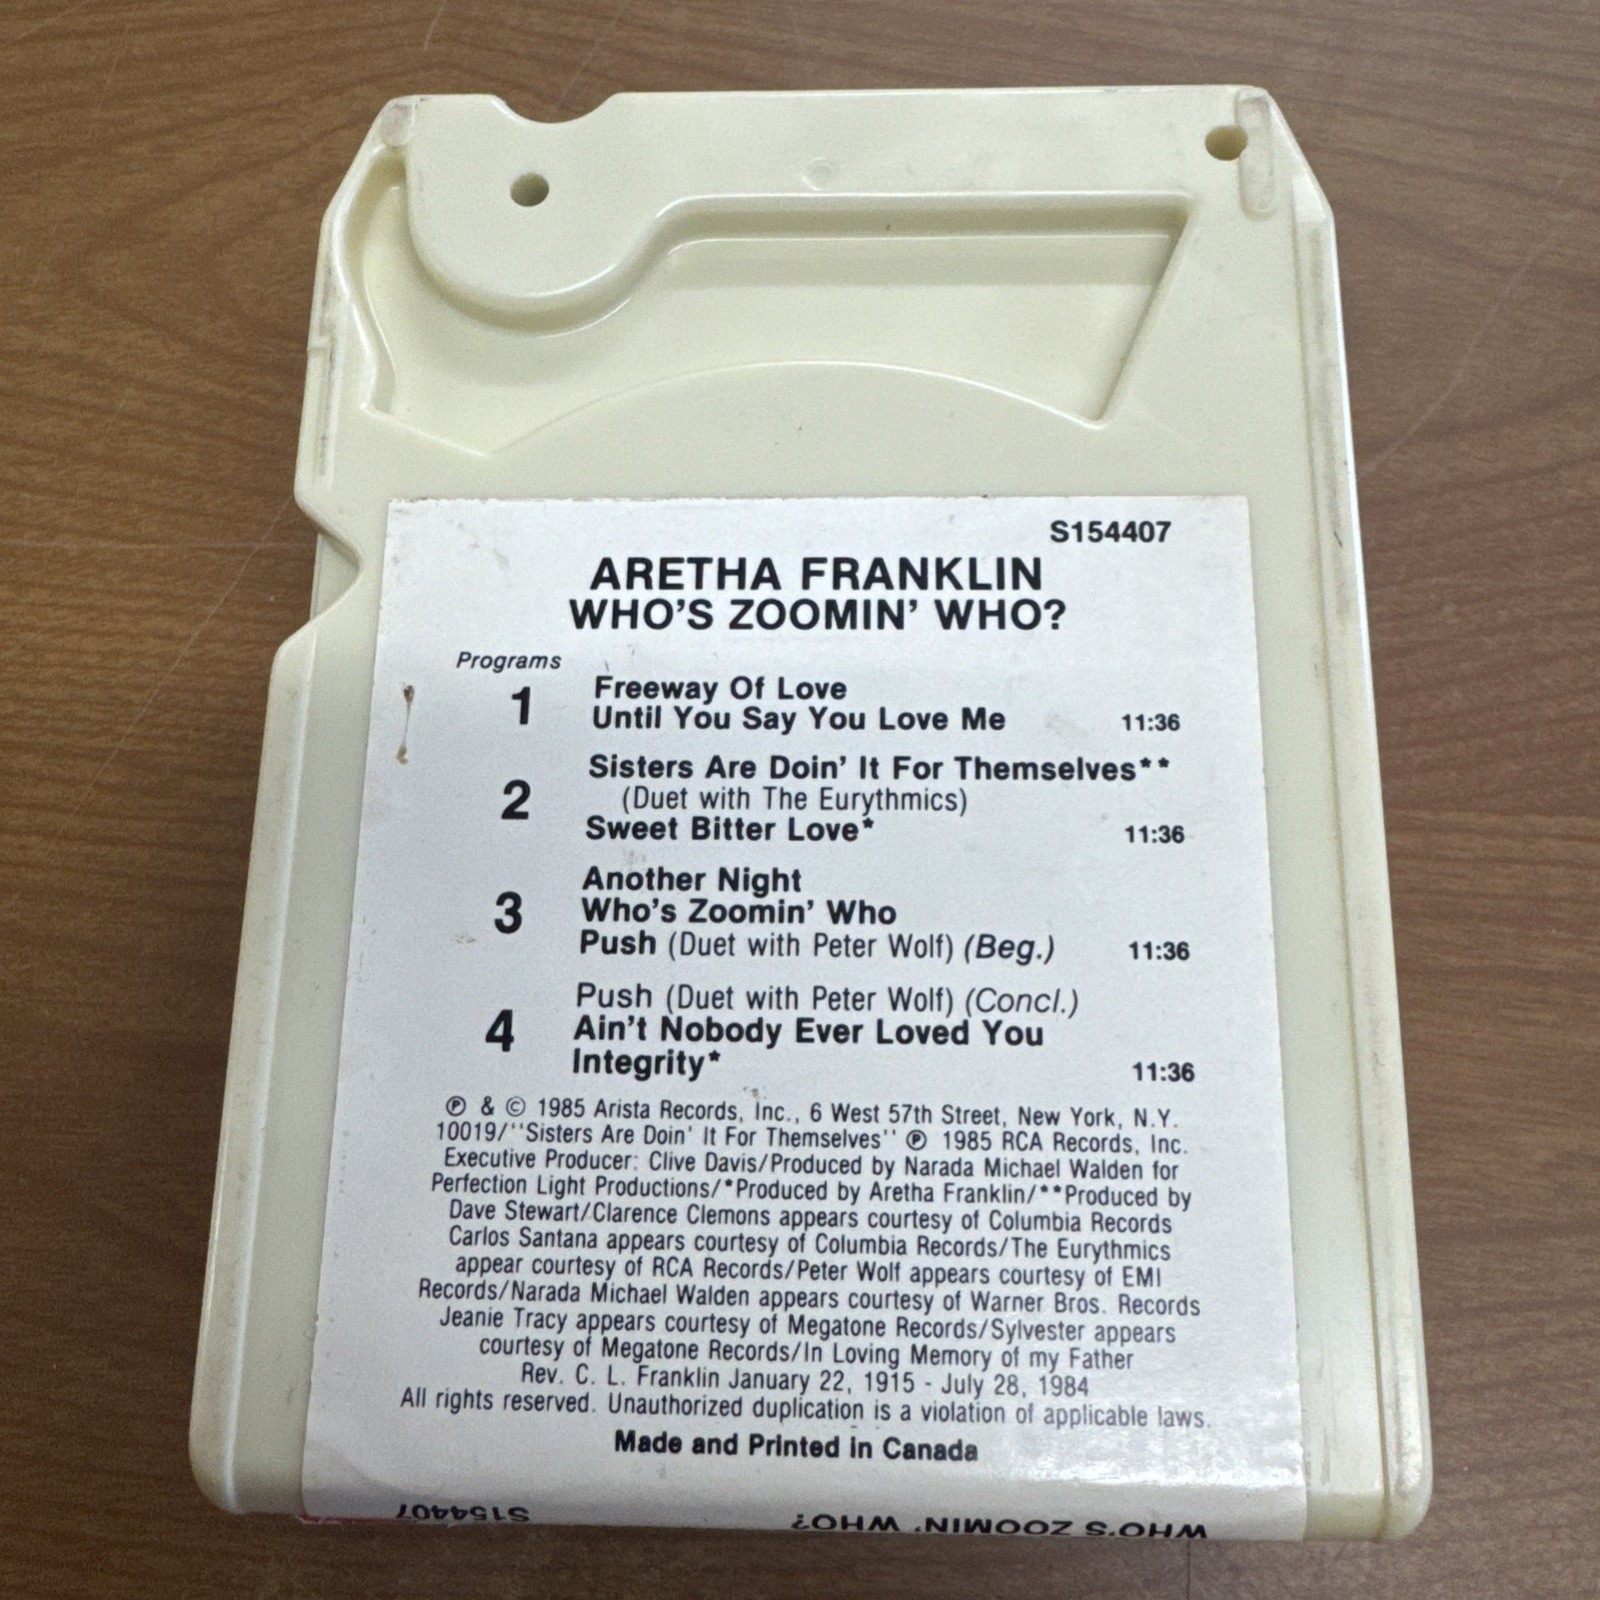 S154407
ARETHA FRANKLIN
WHO'S ZOOMIN' WHO?
Programs
1
Freeway Of Love
Until You Say You Love Me 11:36
2
Sisters Are Doin' It For Themselves**
(Duet with The Eurythmics)
Sweet Bitter Love* 11:36
3
Another Night
Who's Zoomin' Who
Push (Duet with Peter Wolf) (Beg.) 11:36
4
Push (Duet with Peter Wolf) (Concl.)
Ain't Nobody Ever Loved You
Integrity* 11:36
℗ & © 1985 Arista Records, Inc., 6 West 57th Street, New York, N.Y.
10019/''Sisters Are Doin' It For Themselves'' ℗ 1985 RCA Records, Inc.
Executive Producer: Clive Davis/Produced by Narada Michael Walden for
Perfection Light Productions/*Produced by Aretha Franklin/**Produced by
Dave Stewart/Clarence Clemons appears courtesy of Columbia Records
Carlos Santana appears courtesy of Columbia Records/The Eurythmics
appear courtesy of RCA Records/Peter Wolf appears courtesy of EMI
Records/Narada Michael Walden appears courtesy of Warner Bros. Records
Jeanie Tracy appears courtesy of Megatone Records/Sylvester appears
courtesy of Megatone Records/In Loving Memory of my Father
Rev. C. L. Franklin January 22, 1915 - July 28, 1984
All rights reserved. Unauthorized duplication is a violation of applicable laws.
Made and Printed in Canada
WHO'S ZOOMIN' WHO? S154407